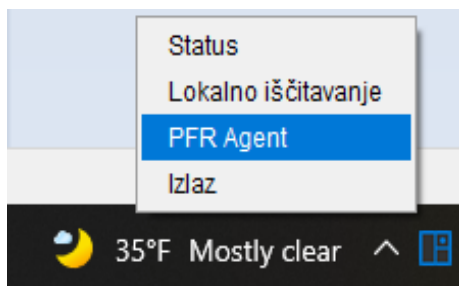 Status
Lokalno iščitavanje
PFR Agent
Izlaz
35°F Mostly clear